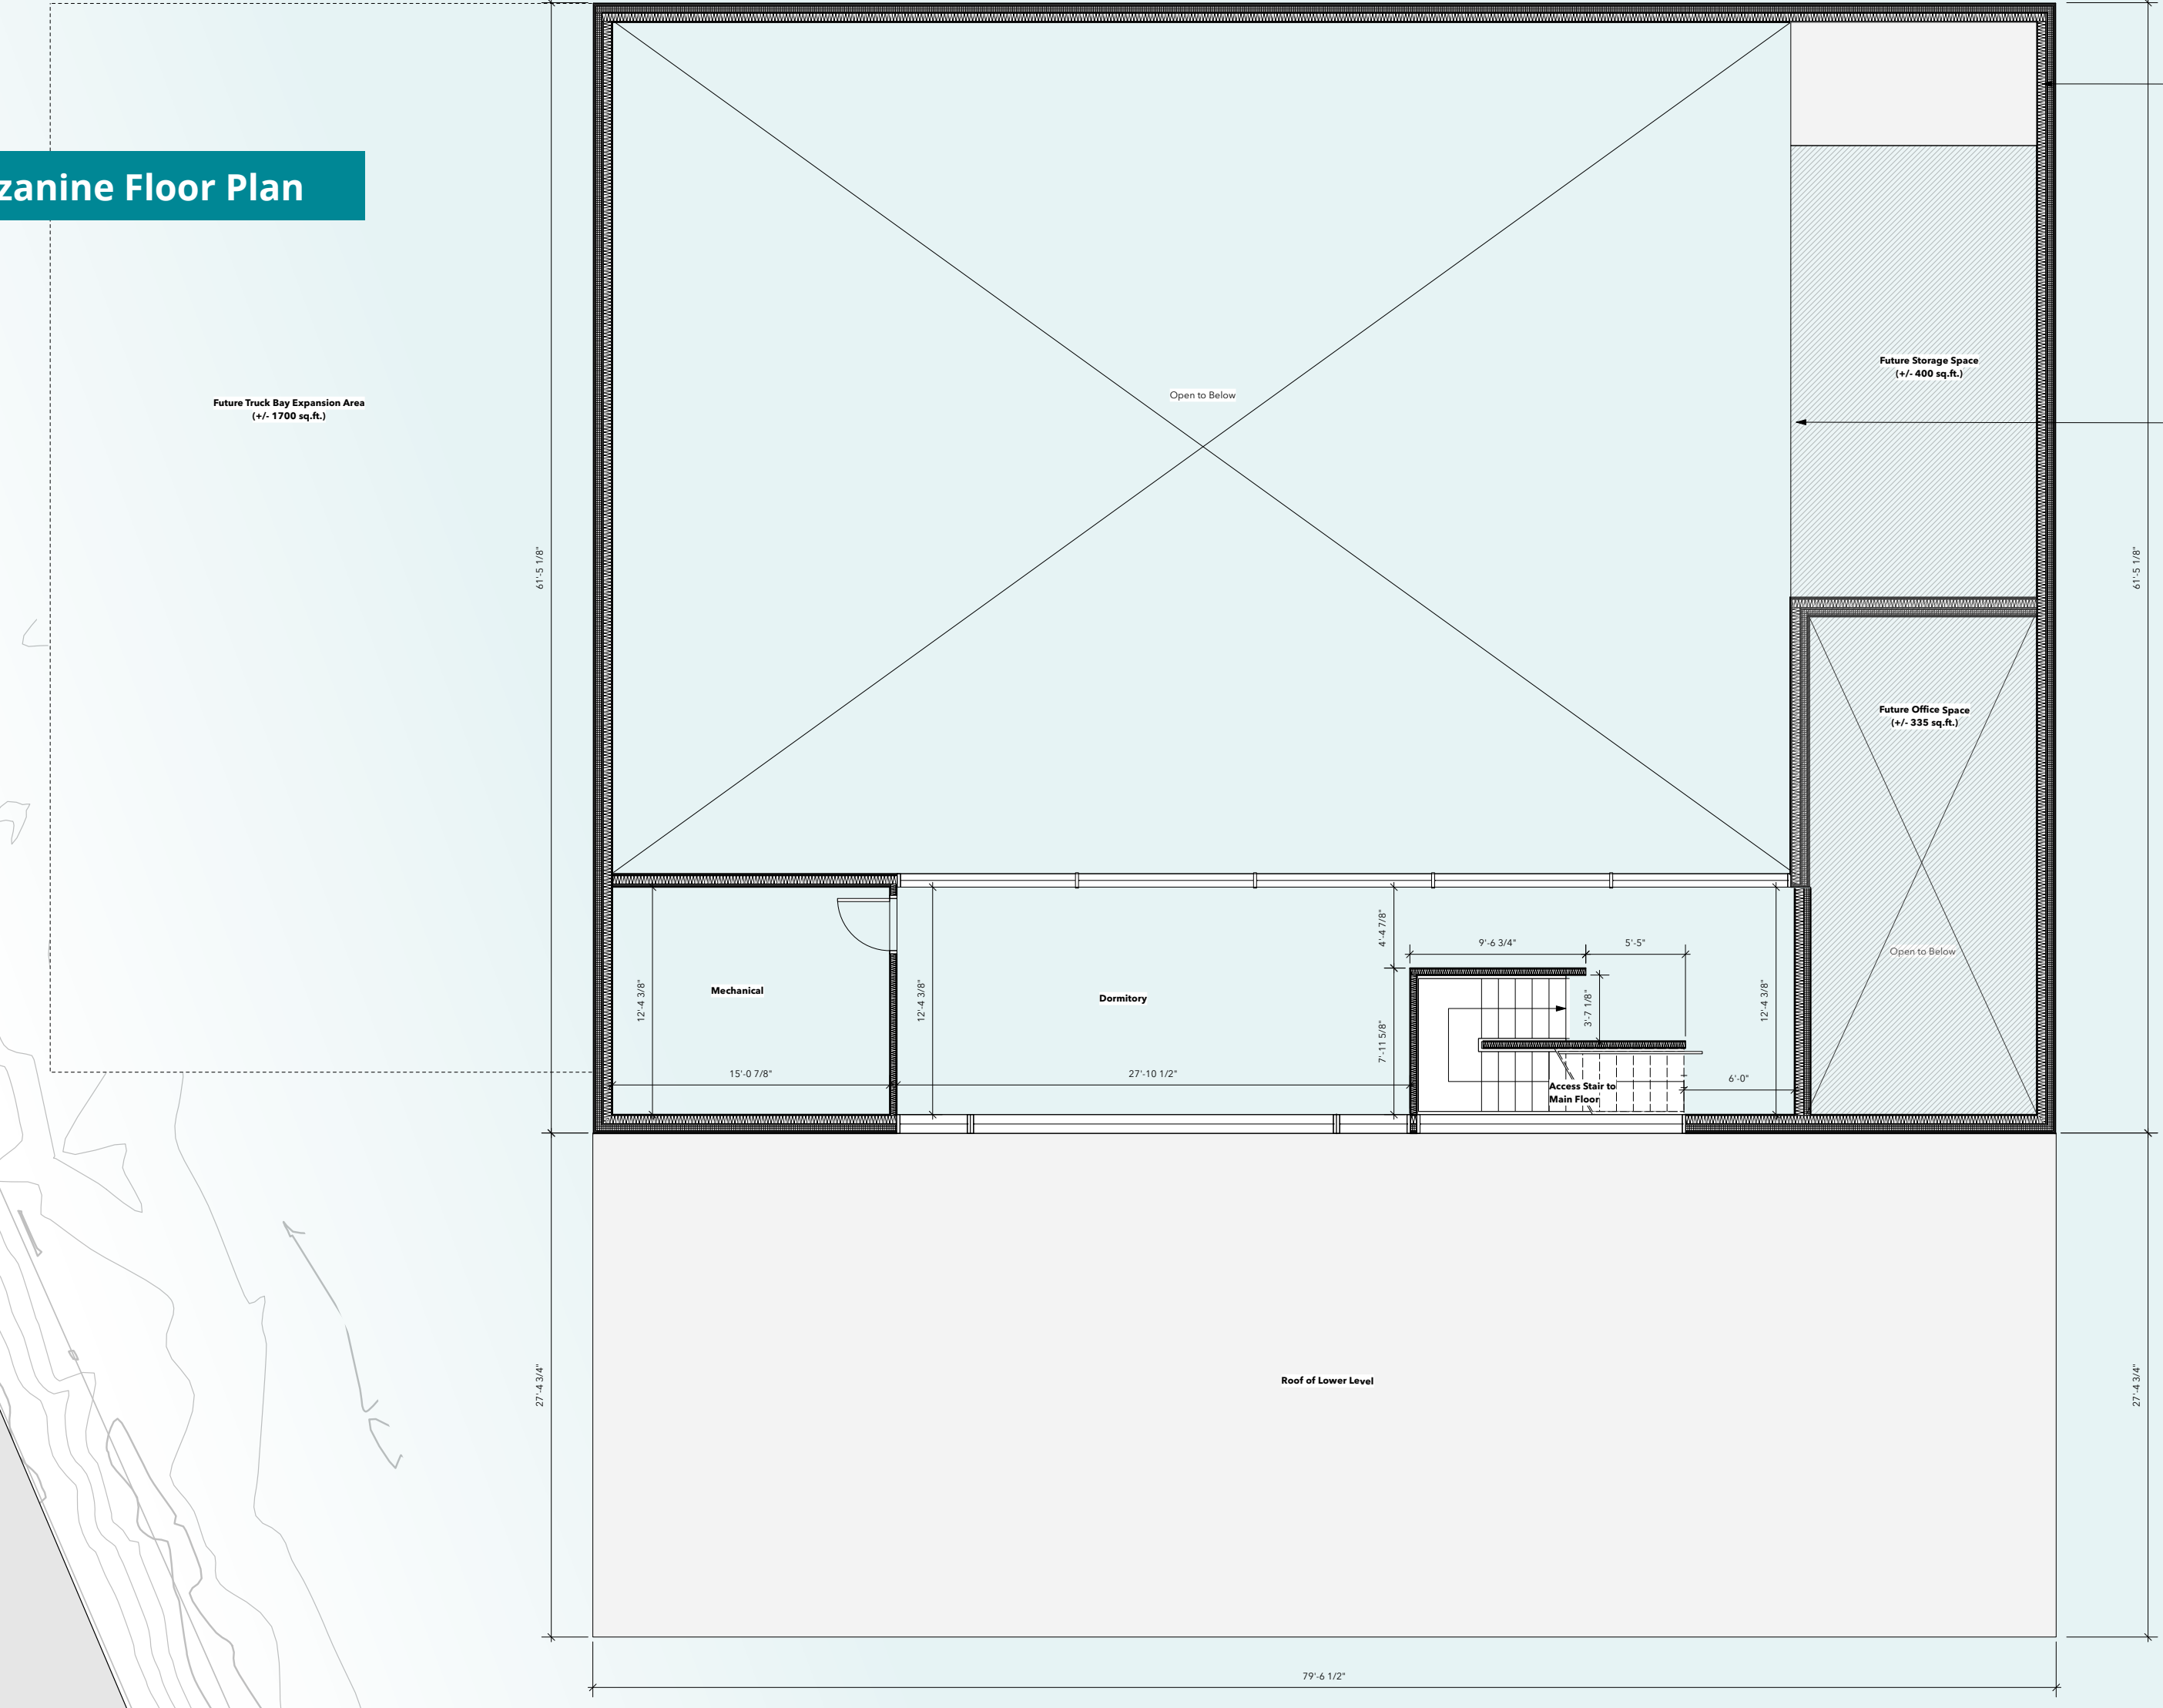 zanine Floor Plan
Future Truck Bay Expansion Area
(+/- 1700 sq.ft.)
Open to Below
Future Storage Space
(+/- 400 sq.ft.)
61'-5 1/8"
61'-5 1/8"
Future Office Space
(+/- 335 sq.ft.)
Open to Below
4'-4 7/8"
9'-6 3/4"
5'-5"
Mechanical
Dormitory
12'-4 3/8"
12'-4 3/8"
7'-11 5/8"
3'-7 1/8"
12'-4 3/8"
15'-0 7/8"
27'-10 1/2"
6'-0"
Access Stair to
Main Floor
27'-4 3/4"
27'-4 3/4"
Roof of Lower Level
79'-6 1/2"